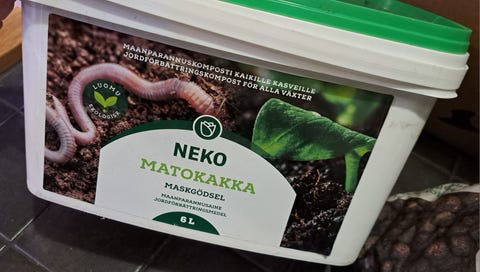 MAANPARANNUSKOMPOSTI KAIKILLE KASVEILLE
JORDFÖRBÄTTRINGSKOMPOST FÖR ALLA VÄXTER
LUOMU
EKOLOGISK
NEKO
MATOKAKKA
MASKGÖDSEL
MAANPARANNUSAINE
JORDFÖRBÄTTRINGSMEDEL
6 L